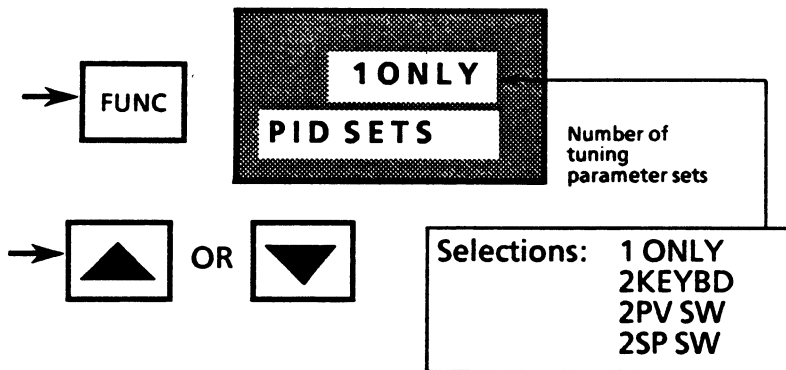 FUNC
1ONLY
PID SETS
Number of
tuning
parameter sets
OR
Selections: 1 ONLY
2KEYBD
2PV SW
2SP SW